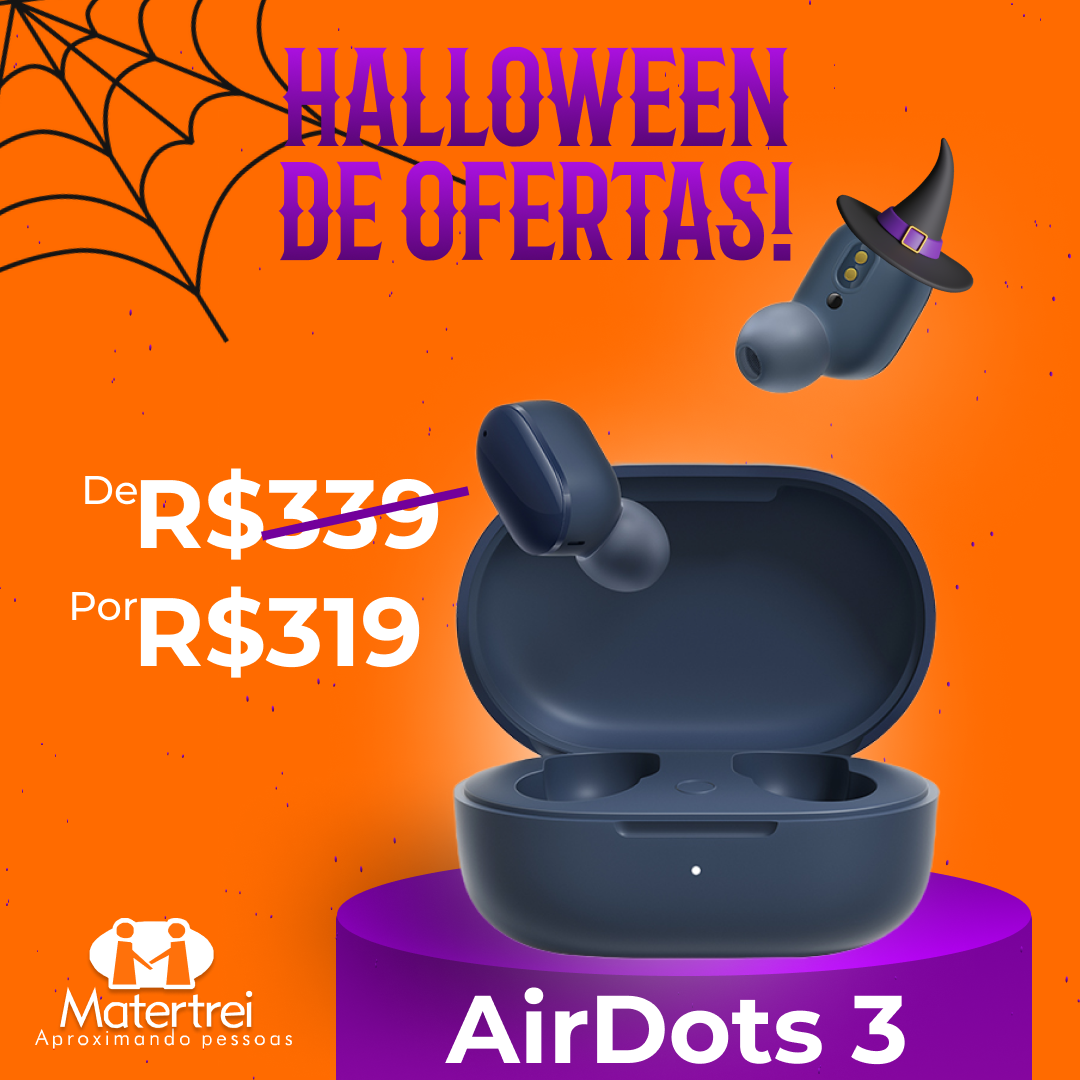 HALLOWEEN
DE OFERTAS!
De R$339
Por R$319
Matertrei
Aproximando pessoas
AirDots 3